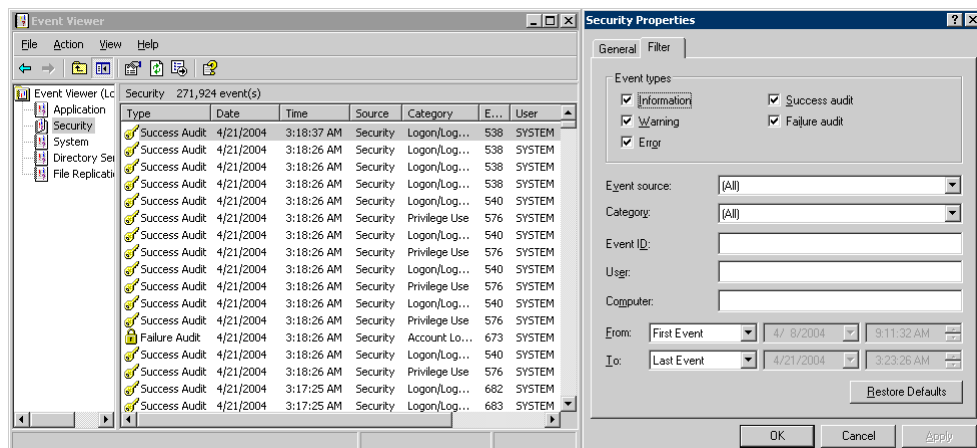 Event Viewer
File Action View Help
Event Viewer (Lo
Application
Security
System
Directory Ser
File Replicati
Security 271,924 event(s)
Type Date Time Source Category E... User
Success Audit 4/21/2004 3:18:37 AM Security Logon/Log... 538 SYSTEM
Success Audit 4/21/2004 3:18:26 AM Security Logon/Log... 538 SYSTEM
Success Audit 4/21/2004 3:18:26 AM Security Logon/Log... 538 SYSTEM
Success Audit 4/21/2004 3:18:26 AM Security Logon/Log... 538 SYSTEM
Success Audit 4/21/2004 3:18:26 AM Security Logon/Log... 540 SYSTEM
Success Audit 4/21/2004 3:18:26 AM Security Privilege Use 576 SYSTEM
Success Audit 4/21/2004 3:18:26 AM Security Logon/Log... 540 SYSTEM
Success Audit 4/21/2004 3:18:26 AM Security Privilege Use 576 SYSTEM
Success Audit 4/21/2004 3:18:26 AM Security Logon/Log... 540 SYSTEM
Success Audit 4/21/2004 3:18:26 AM Security Privilege Use 576 SYSTEM
Success Audit 4/21/2004 3:18:26 AM Security Logon/Log... 540 SYSTEM
Success Audit 4/21/2004 3:18:26 AM Security Privilege Use 576 SYSTEM
Failure Audit 4/21/2004 3:18:26 AM Security Account Lo... 673 SYSTEM
Success Audit 4/21/2004 3:18:26 AM Security Logon/Log... 540 SYSTEM
Success Audit 4/21/2004 3:18:26 AM Security Privilege Use 576 SYSTEM
Success Audit 4/21/2004 3:17:25 AM Security Logon/Log... 682 SYSTEM
Success Audit 4/21/2004 3:17:25 AM Security Logon/Log... 683 SYSTEM
Security Properties
General Filter
Event types
Information Success audit
Warning Failure audit
Error
Event source: (All)
Category: (All)
Event ID:
User:
Computer:
From: First Event 4/ 8/2004 9:11:32 AM
To: Last Event 4/21/2004 3:23:26 AM
Restore Defaults
OK Cancel Apply